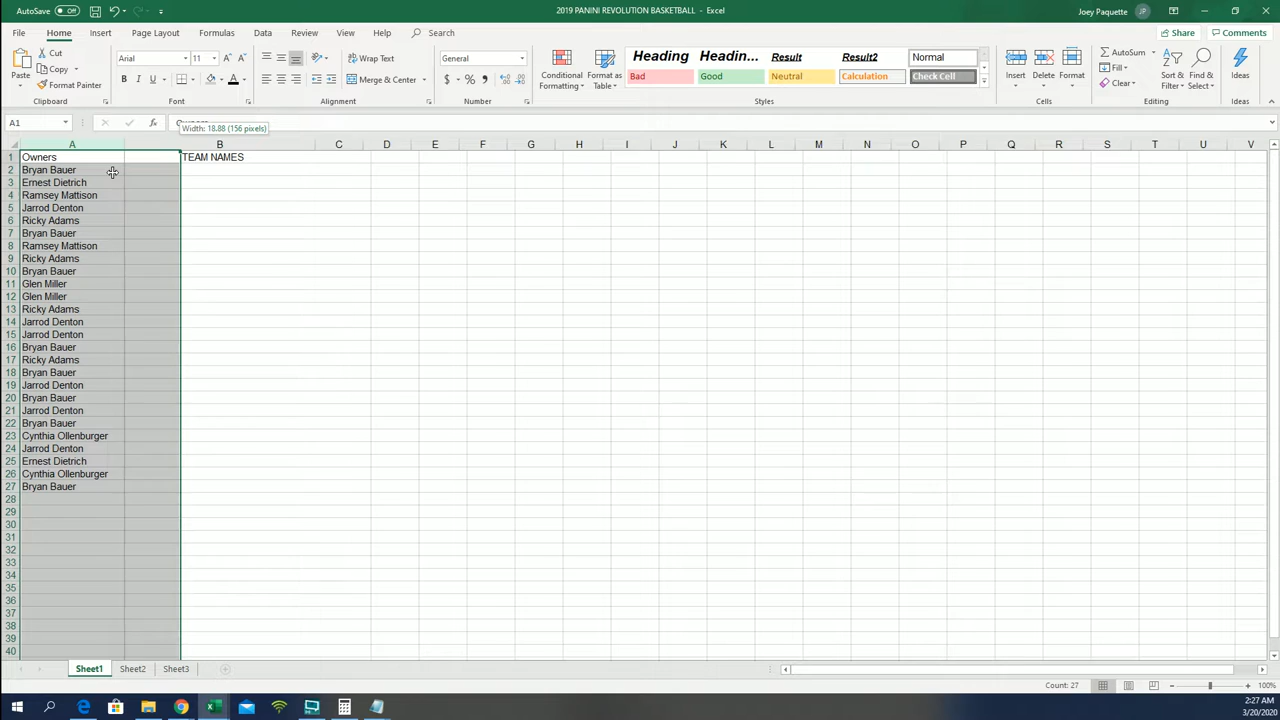 AutoSave Off
2019 PANINI REVOLUTION BASKETBALL - Excel
Joey Paquette JP
File Home Insert Page Layout Formulas Data Review View Help Search
Share Comments
Paste Cut Copy Format Painter
Clipboard
Arial 11
B I U A
Font
Wrap Text
Merge & Center
Alignment
General
$ % ,
Number
Conditional Formatting
Format as Table
Heading Headin... Result Result2 Normal
Bad Good Neutral Calculation Check Cell
Styles
Insert Delete Format
Cells
AutoSum
Fill
Clear
Sort & Filter
Find & Select
Editing
Ideas
Ideas
A1 fx
Width: 18.88 (156 pixels)
A B C D E F G H I J K L M N O P Q R S T U V
1 Owners TEAM NAMES
2 Bryan Bauer
3 Ernest Dietrich
4 Ramsey Mattison
5 Jarrod Denton
6 Ricky Adams
7 Bryan Bauer
8 Ramsey Mattison
9 Ricky Adams
10 Bryan Bauer
11 Glen Miller
12 Glen Miller
13 Ricky Adams
14 Jarrod Denton
15 Jarrod Denton
16 Bryan Bauer
17 Ricky Adams
18 Bryan Bauer
19 Jarrod Denton
20 Bryan Bauer
21 Jarrod Denton
22 Bryan Bauer
23 Cynthia Ollenburger
24 Jarrod Denton
25 Ernest Dietrich
26 Cynthia Ollenburger
27 Bryan Bauer
28
29
30
31
32
33
34
35
36
37
38
39
40
Sheet1 Sheet2 Sheet3
Count: 27
100%
2:27 AM
3/20/2020